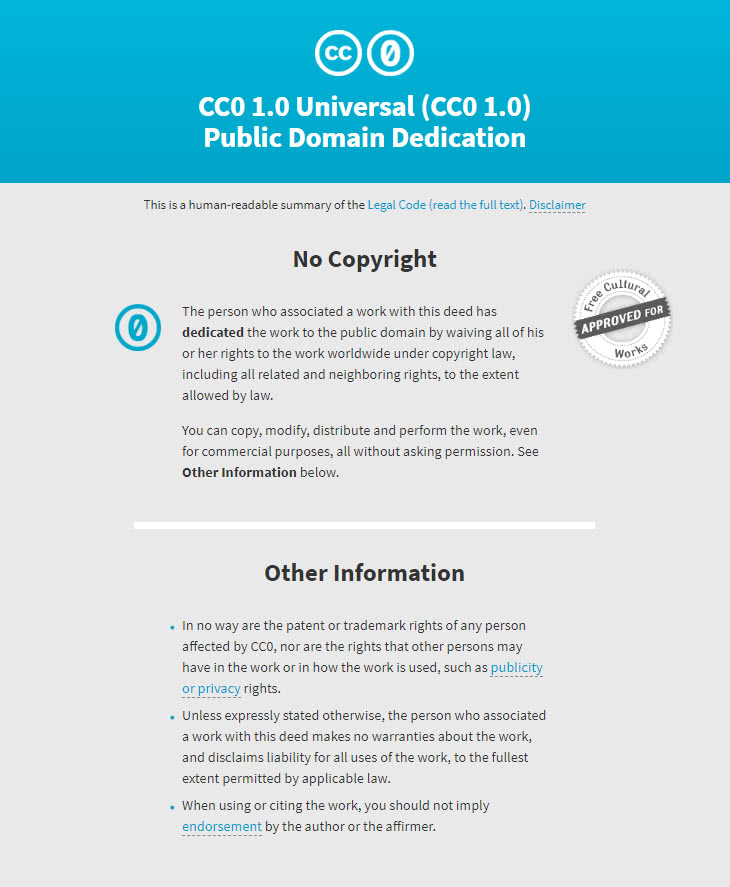 cc 0
CC0 1.0 Universal (CC0 1.0)
Public Domain Dedication
This is a human-readable summary of the Legal Code (read the full text). Disclaimer
No Copyright
0
The person who associated a work with this deed has
dedicated the work to the public domain by waiving all of his
or her rights to the work worldwide under copyright law,
including all related and neighboring rights, to the extent
allowed by law.
You can copy, modify, distribute and perform the work, even
for commercial purposes, all without asking permission. See
Other Information below.
Free Cultural
APPROVED FOR
Works
Other Information
• In no way are the patent or trademark rights of any person
affected by CC0, nor are the rights that other persons may
have in the work or in how the work is used, such as publicity
or privacy rights.
• Unless expressly stated otherwise, the person who associated
a work with this deed makes no warranties about the work,
and disclaims liability for all uses of the work, to the fullest
extent permitted by applicable law.
• When using or citing the work, you should not imply
endorsement by the author or the affirmer.